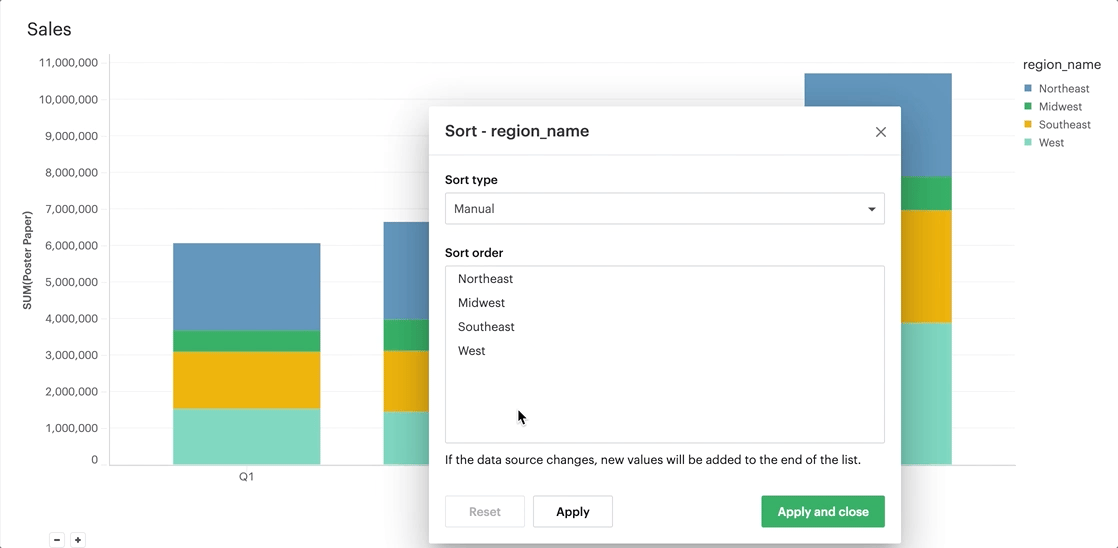 Sales
11,000,000
10,000,000
9,000,000
8,000,000
7,000,000
6,000,000
5,000,000
4,000,000
3,000,000
2,000,000
1,000,000
0
SUM(Poster Paper)
Q1
region_name
Northeast
Midwest
Southeast
West
Sort - region_name
Sort type
Manual
Sort order
Northeast
Midwest
Southeast
West
If the data source changes, new values will be added to the end of the list.
Reset Apply Apply and close